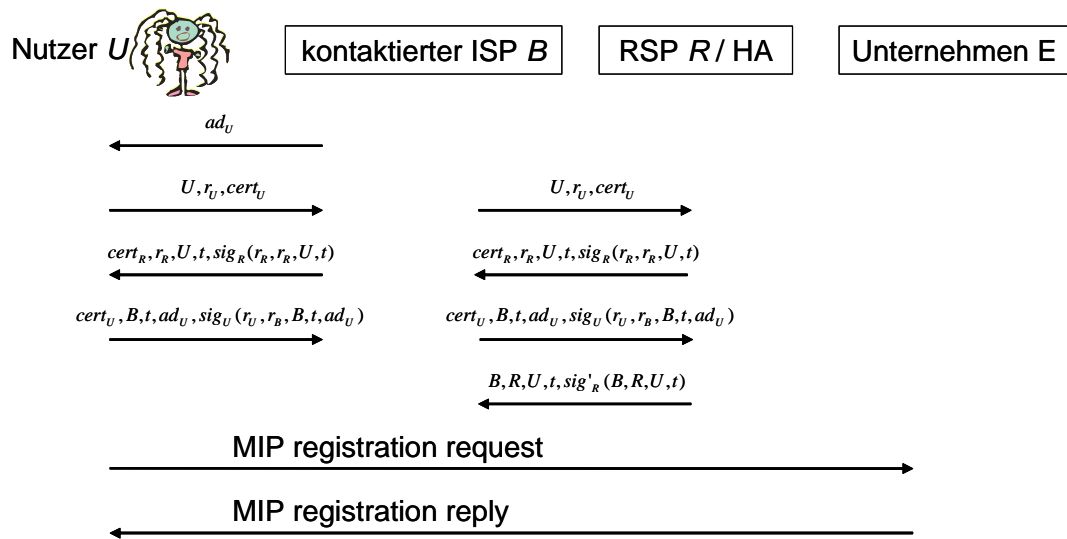 Nutzer U
kontaktierter ISP B
RSP R / HA
Unternehmen E
ad_U
U,r_U,cert_U
U,r_U,cert_U
cert_R,r_R,U,t,sig_R(r_R,r_R,U,t)
cert_R,r_R,U,t,sig_R(r_R,r_R,U,t)
cert_U,B,t,ad_U,sig_U(r_U,r_B,B,t,ad_U)
cert_U,B,t,ad_U,sig_U(r_U,r_B,B,t,ad_U)
B,R,U,t,sig'_R(B,R,U,t)
MIP registration request
MIP registration reply